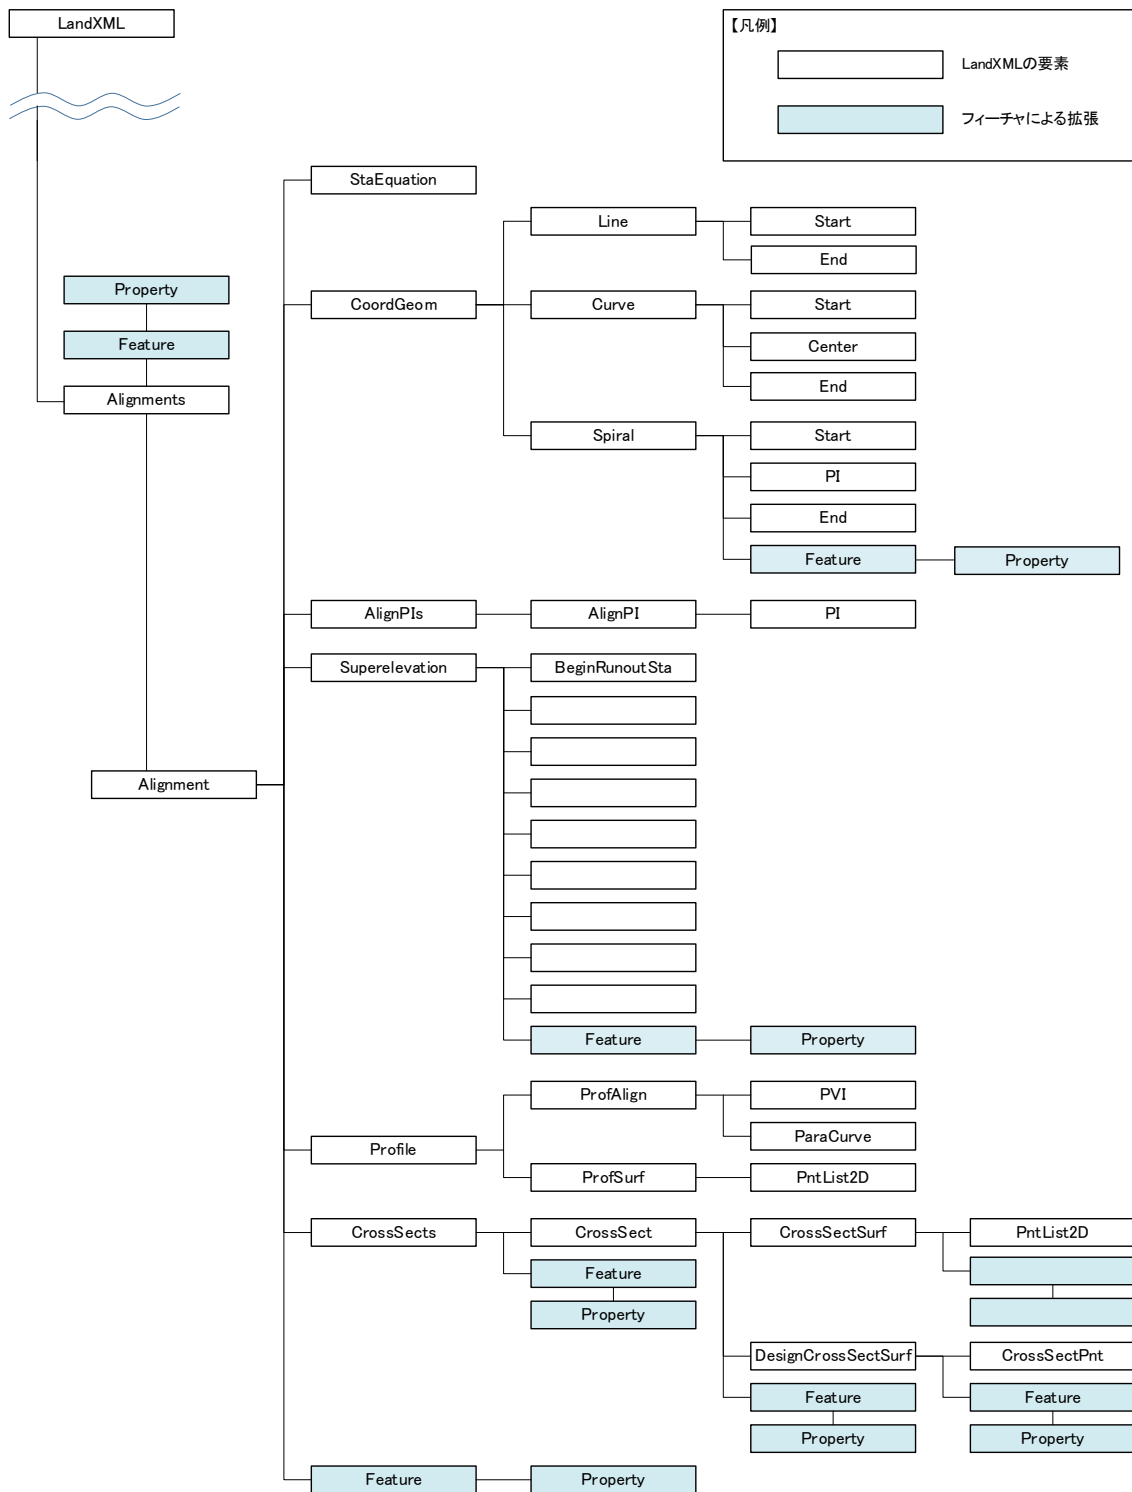 LandXML
【凡例】
LandXMLの要素
フィーチャによる拡張
StaEquation
Line
Start
End
Property
CoordGeom
Curve
Start
Feature
Center
Alignments
End
Spiral
Start
PI
End
Feature
Property
AlignPIs
AlignPI
PI
Superelevation
BeginRunoutSta
Alignment
Feature
Property
ProfAlign
PVI
ParaCurve
Profile
ProfSurf
PntList2D
CrossSects
CrossSect
CrossSectSurf
PntList2D
Feature
Property
DesignCrossSectSurf
CrossSectPnt
Feature
Feature
Property
Property
Feature
Property